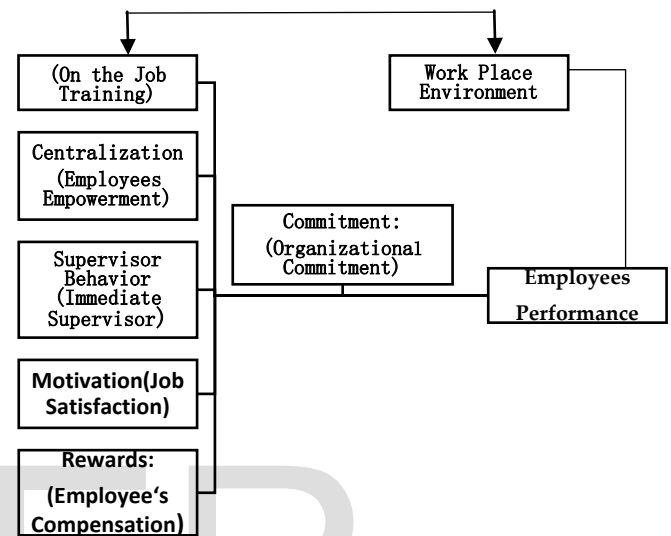 (On the Job
Training)
Work Place
Environment
Centralization
(Employees
Empowerment)
Commitment:
(Organizational
Commitment)
Supervisor
Behavior
(Immediate
Supervisor)
Employees
Performance
Motivation(Job
Satisfaction)
Rewards:
(Employee‘s
Compensation)